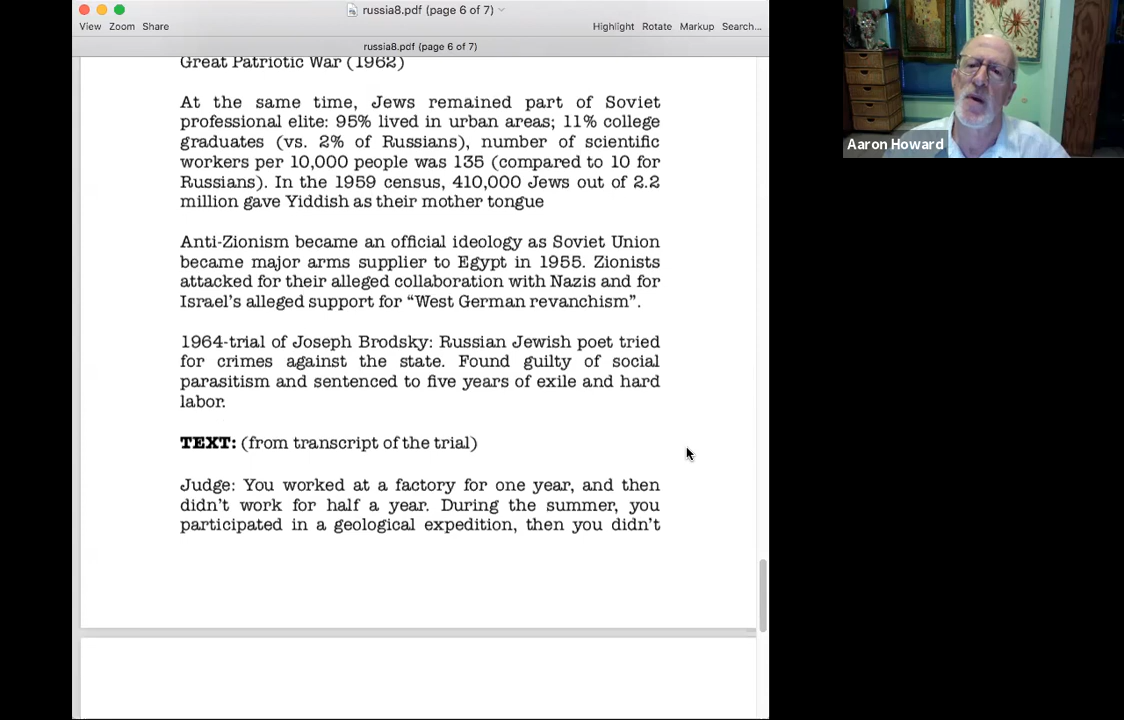 russia8.pdf (page 6 of 7)
View Zoom Share
Highlight Rotate Markup Search...
russia8.pdf (page 6 of 7)
Great Patriotic War (1962)
At the same time, Jews remained part of Soviet
professional elite: 95% lived in urban areas; 11% college
graduates (vs. 2% of Russians), number of scientific
workers per 10,000 people was 135 (compared to 10 for
Russians). In the 1959 census, 410,000 Jews out of 2.2
million gave Yiddish as their mother tongue
Anti-Zionism became an official ideology as Soviet Union
became major arms supplier to Egypt in 1955. Zionists
attacked for their alleged collaboration with Nazis and for
Israel's alleged support for “West German revanchism”.
1964-trial of Joseph Brodsky: Russian Jewish poet tried
for crimes against the state. Found guilty of social
parasitism and sentenced to five years of exile and hard
labor.
TEXT: (from transcript of the trial)
Judge: You worked at a factory for one year, and then
didn't work for half a year. During the summer, you
participated in a geological expedition, then you didn't
Aaron Howard